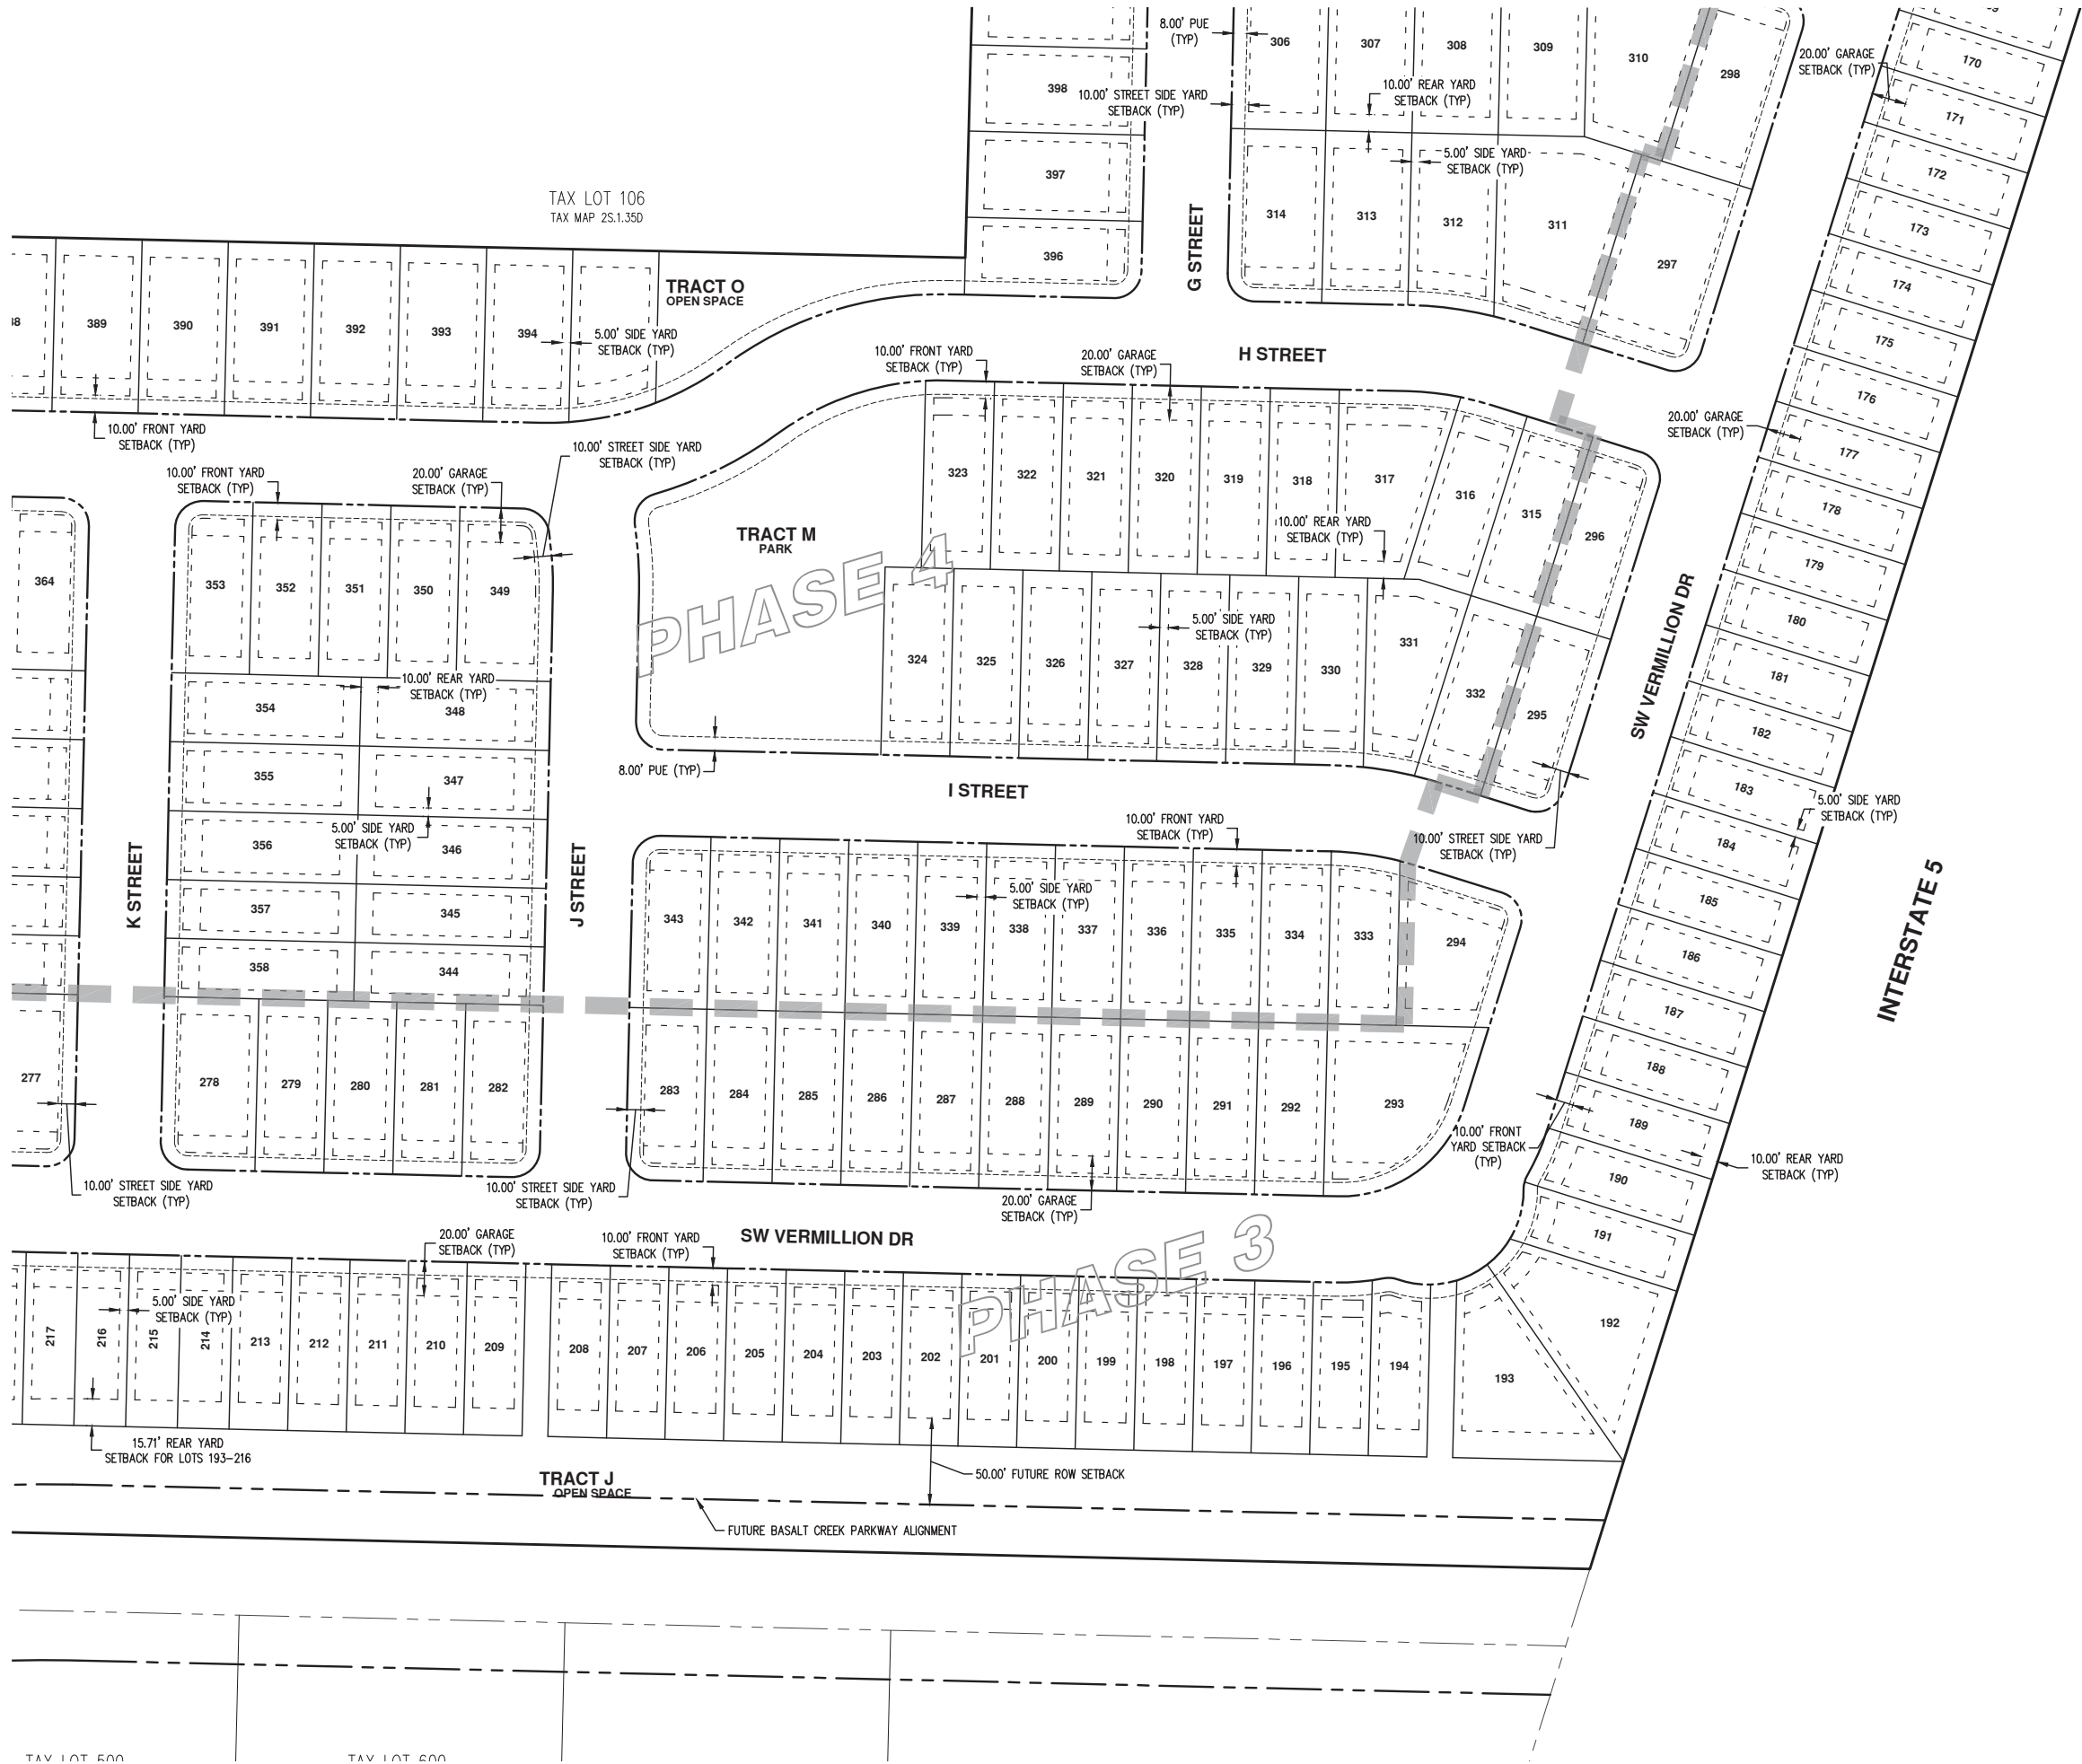 8.00' PUE
(TYP)
306
307
308
309
310
298
20.00' GARAGE
SETBACK (TYP)
170
171
172
173
174
175
176
398
10.00' STREET SIDE YARD
SETBACK (TYP)
10.00' REAR YARD
SETBACK (TYP)
5.00' SIDE YARD
SETBACK (TYP)
397
396
314
313
312
311
297
G STREET
TAX LOT 106
TAX MAP 2S.1.35D
TRACT O
OPEN SPACE
389
390
391
392
393
394
5.00' SIDE YARD
SETBACK (TYP)
10.00' FRONT YARD
SETBACK (TYP)
10.00' FRONT YARD
SETBACK (TYP)
20.00' GARAGE
SETBACK (TYP)
H STREET
20.00' GARAGE
SETBACK (TYP)
177
178
179
180
181
182
183
10.00' FRONT YARD
SETBACK (TYP)
20.00' GARAGE
SETBACK (TYP)
10.00' STREET SIDE YARD
SETBACK (TYP)
323
322
321
320
319
318
317
316
315
296
10.00' REAR YARD
SETBACK (TYP)
TRACT M
PARK
PHASE 4
364
353
352
351
350
349
10.00' REAR YARD
SETBACK (TYP)
354
348
355
347
5.00' SIDE YARD
SETBACK (TYP)
356
346
357
345
358
344
K STREET
J STREET
324
325
326
327
328
329
330
331
332
295
5.00' SIDE YARD
SETBACK (TYP)
SW VERMILLION DR
8.00' PUE (TYP)
I STREET
10.00' FRONT YARD
SETBACK (TYP)
10.00' STREET SIDE YARD
SETBACK (TYP)
5.00' SIDE YARD
SETBACK (TYP)
184
185
186
187
188
189
190
191
192
INTERSTATE 5
343
342
341
340
339
338
337
336
335
334
333
294
5.00' SIDE YARD
SETBACK (TYP)
277
278
279
280
281
282
283
284
285
286
287
288
289
290
291
292
293
10.00' FRONT
YARD SETBACK
(TYP)
10.00' REAR YARD
SETBACK (TYP)
10.00' STREET SIDE YARD
SETBACK (TYP)
10.00' STREET SIDE YARD
SETBACK (TYP)
20.00' GARAGE
SETBACK (TYP)
20.00' GARAGE
SETBACK (TYP)
10.00' FRONT YARD
SETBACK (TYP)
SW VERMILLION DR
PHASE 3
5.00' SIDE YARD
SETBACK (TYP)
217
216
215
214
213
212
211
210
209
208
207
206
205
204
203
202
201
200
199
198
197
196
195
194
193
15.71' REAR YARD
SETBACK FOR LOTS 193-216
TRACT J
OPEN SPACE
50.00' FUTURE ROW SETBACK
FUTURE BASALT CREEK PARKWAY ALIGNMENT
TAX LOT 500
TAX LOT 600